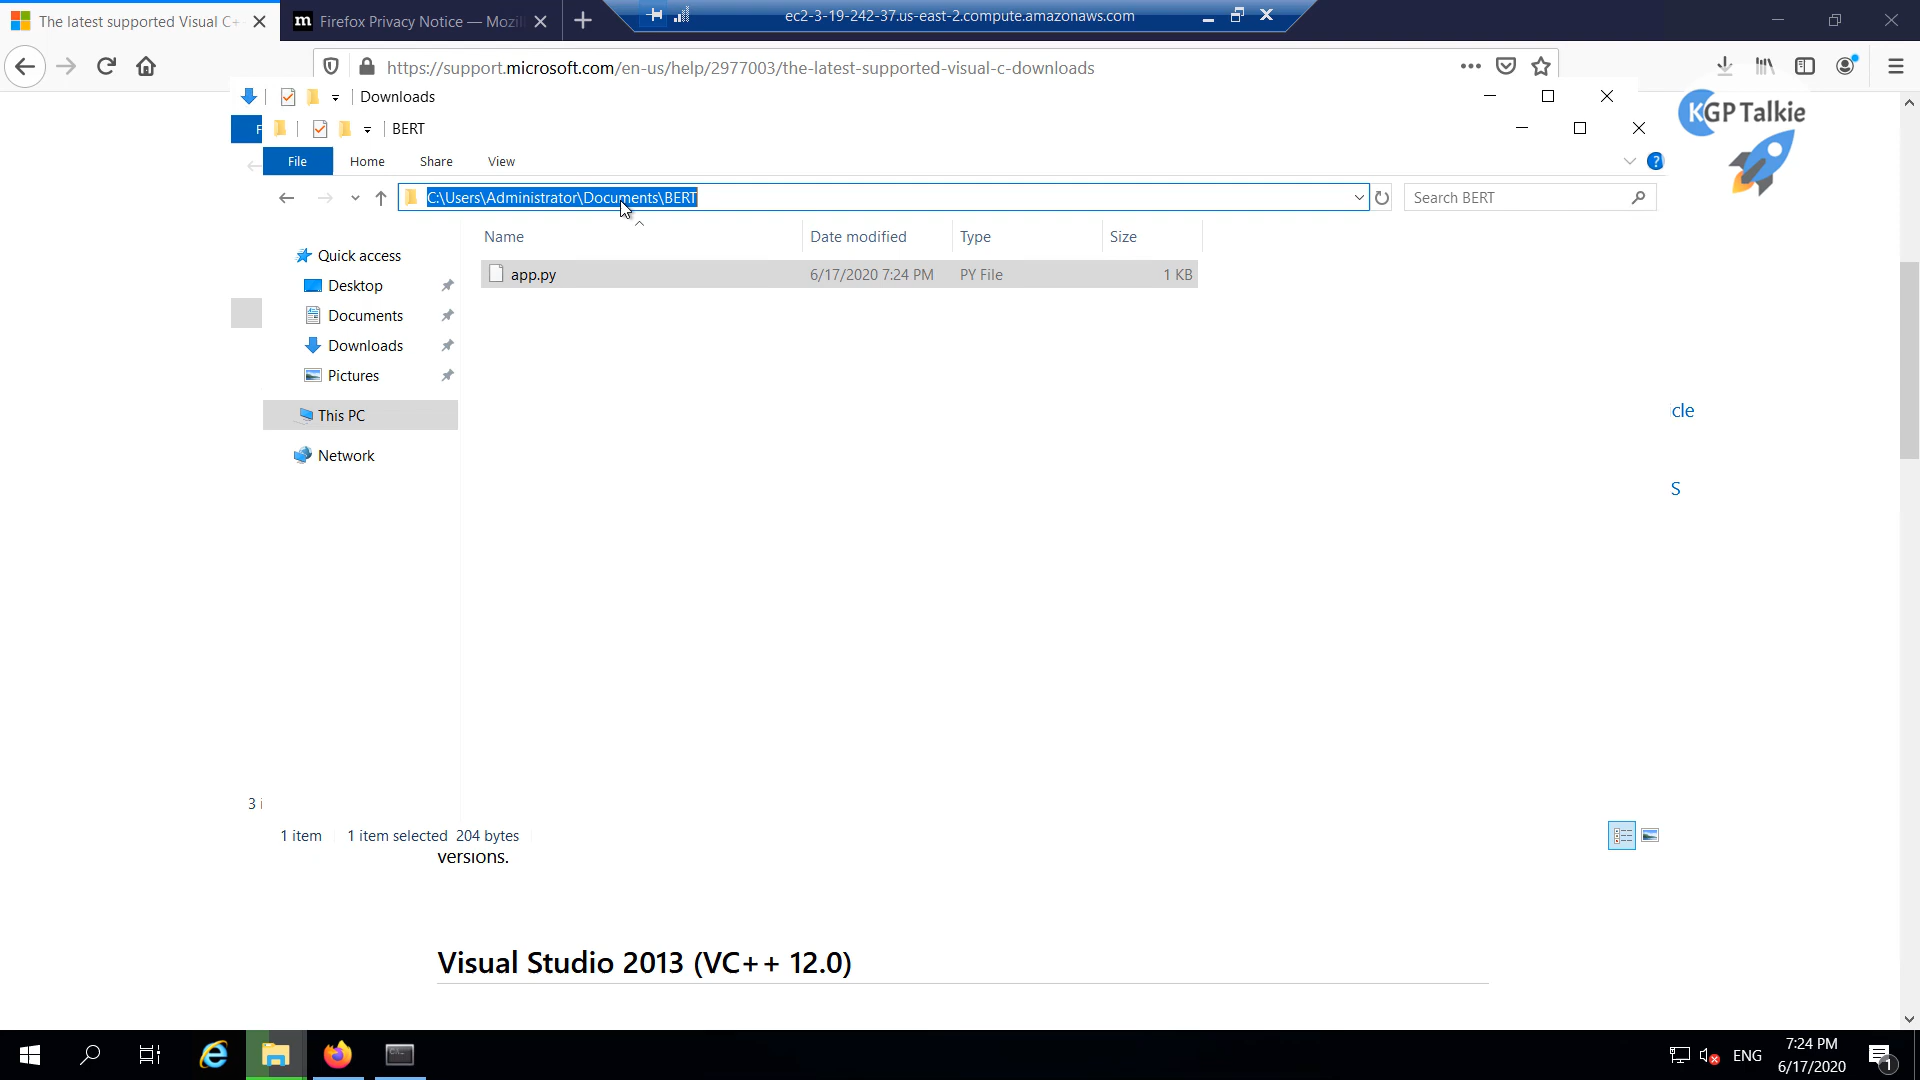 The latest supported Visual C+
Firefox Privacy Notice — Mozil
ec2-3-19-242-37.us-east-2.compute.amazonaws.com
https://support.microsoft.com/en-us/help/2977003/the-latest-supported-visual-c-downloads
Downloads
KGP Talkie
F
BERT
File Home Share View
C:\Users\Administrator\Documents\BERT
Search BERT
Name Date modified Type Size
Quick access
app.py 6/17/2020 7:24 PM PY File 1 KB
Desktop
Documents
Downloads
Pictures
This PC
cle
Network
S
3 i
1 item 1 item selected 204 bytes
versions.
Visual Studio 2013 (VC++ 12.0)
ENG
7:24 PM
6/17/2020
1